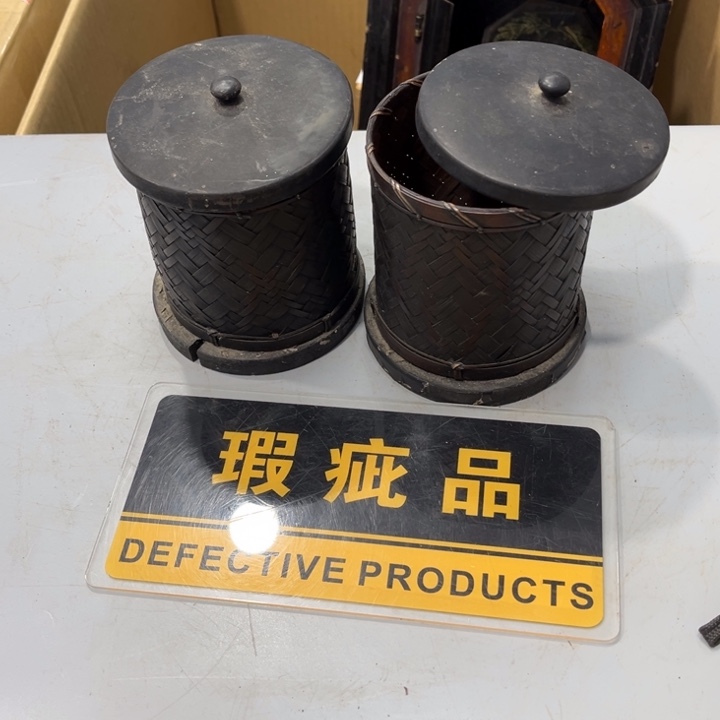 瑕疵品
DEFECTIVE PRODUCTS